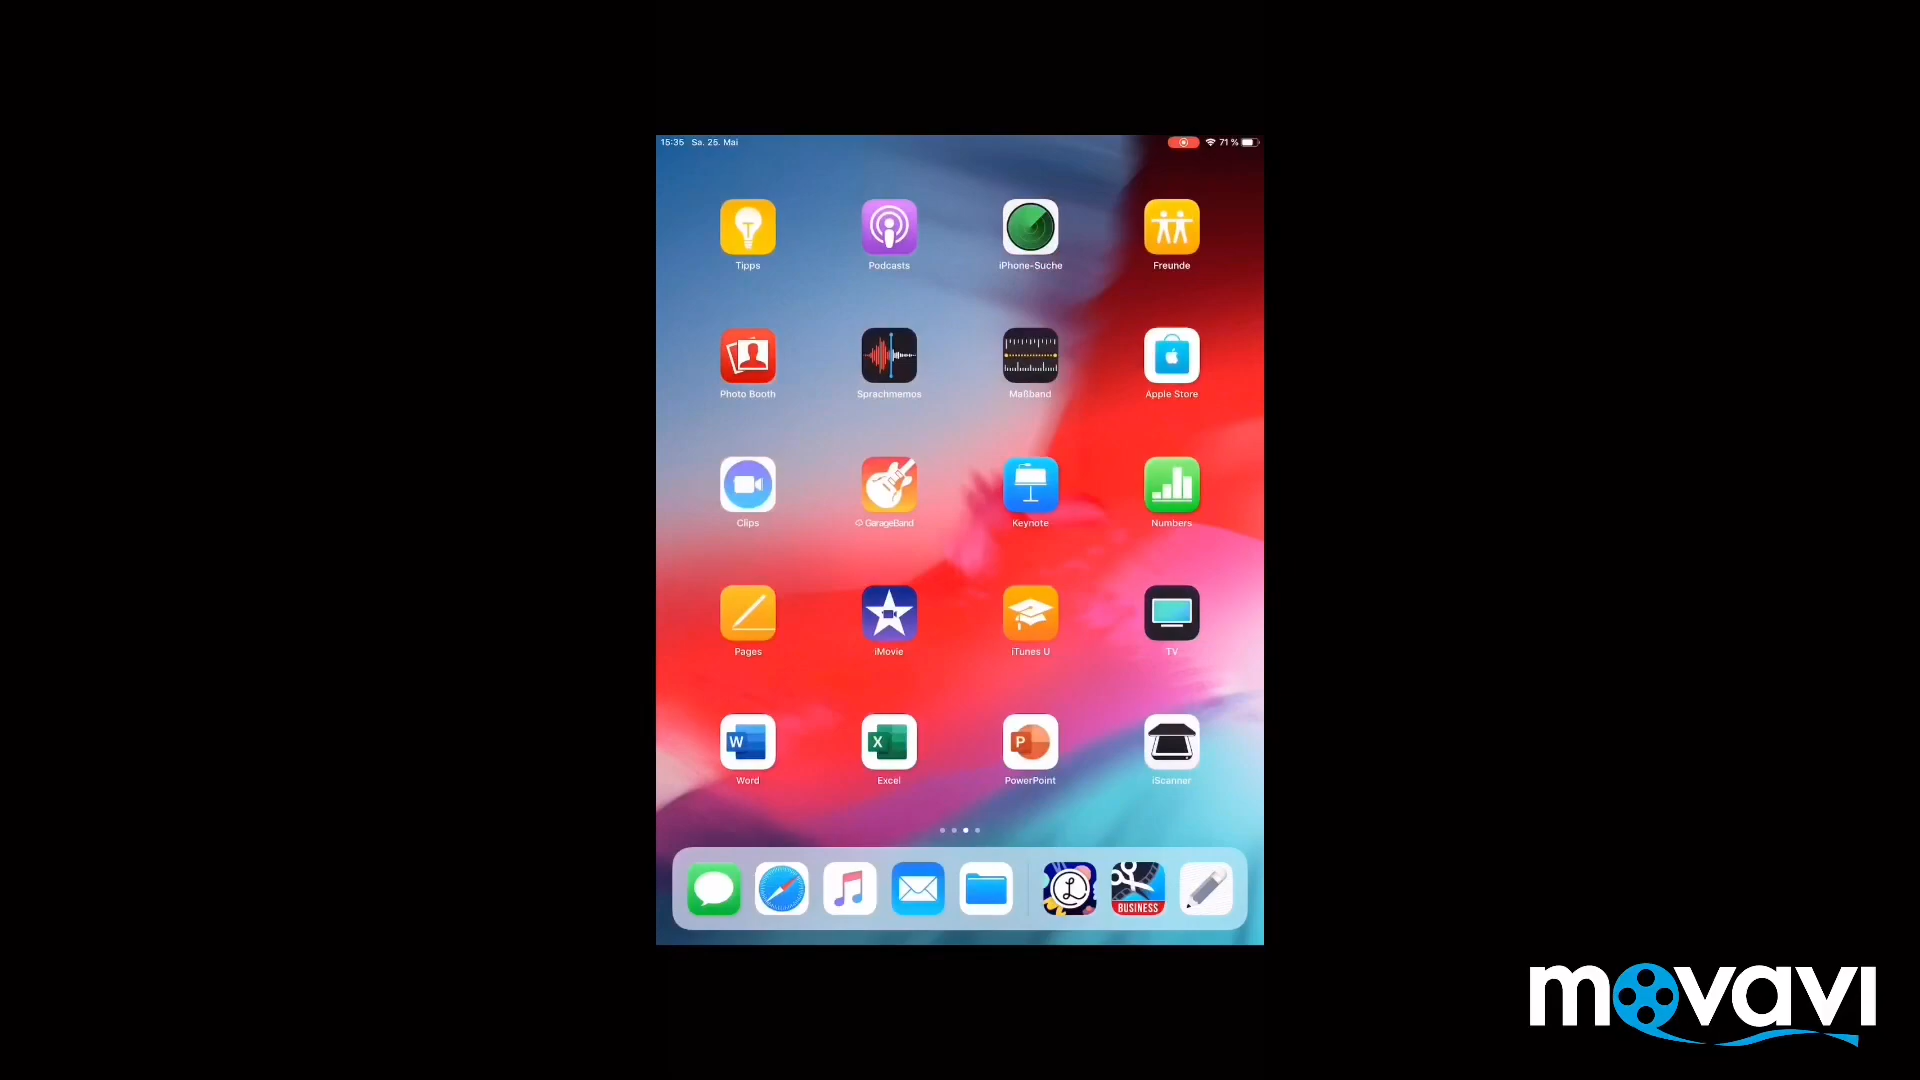 15:35 Sa. 25. Mai 71 %
Tipps Podcasts iPhone-Suche Freunde
Photo Booth Sprachmemos Maßband Apple Store
Clips GarageBand Keynote Numbers
Pages iMovie iTunes U TV
W X P
Word Excel PowerPoint iScanner
L
BUSINESS
movavi